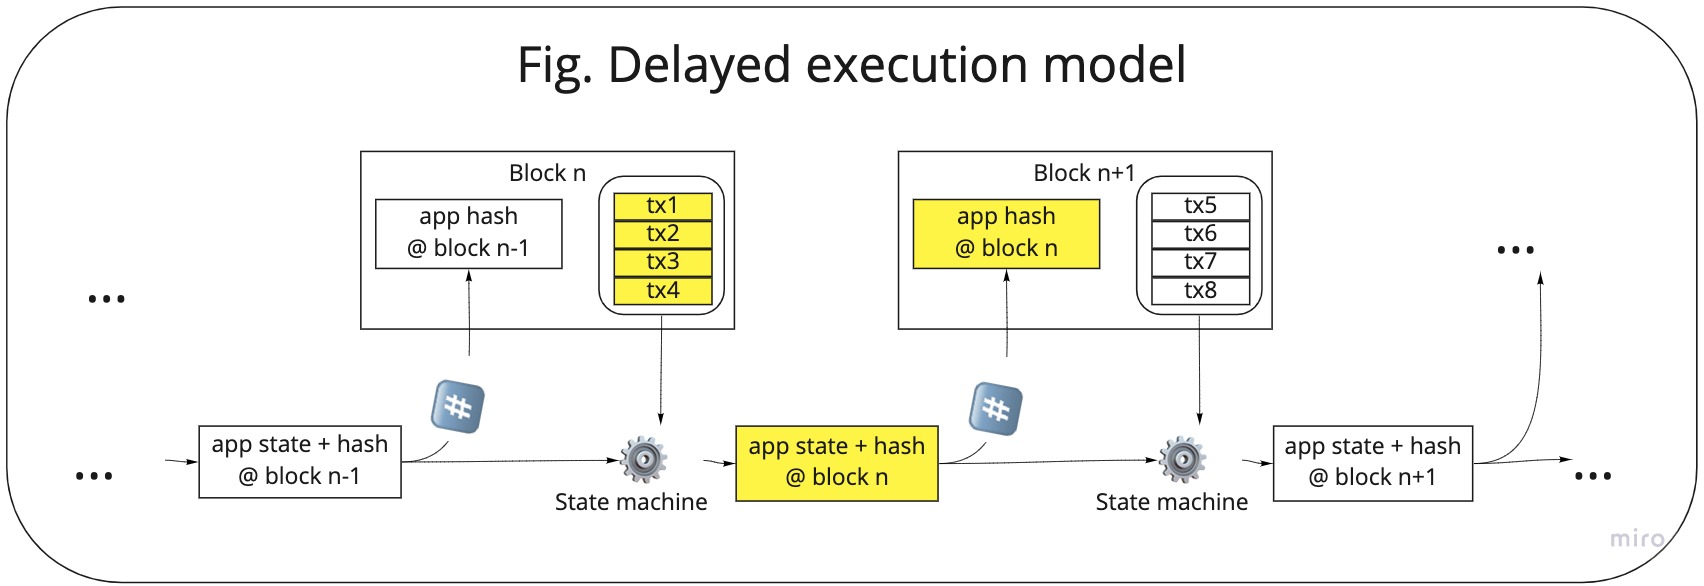 Fig. Delayed execution model
Block n
app hash
@ block n-1
tx1
tx2
tx3
tx4
Block n+1
app hash
@ block n
tx5
tx6
tx7
tx8
...
...
...
app state + hash
@ block n-1
State machine
app state + hash
@ block n
State machine
app state + hash
@ block n+1
...
miro